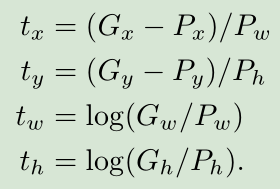 t_x = (G_x − P_x)/P_w
t_y = (G_y − P_y)/P_h
t_w = log(G_w/P_w)
t_h = log(G_h/P_h).